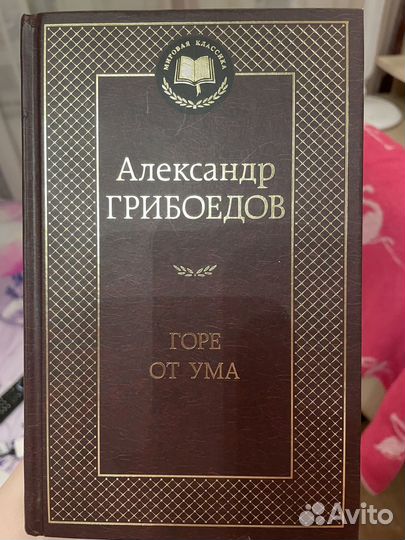 МИРОВАЯ КЛАССИКА
Александр
ГРИБОЕДОВ
ГОРЕ
ОТ УМА
Avito